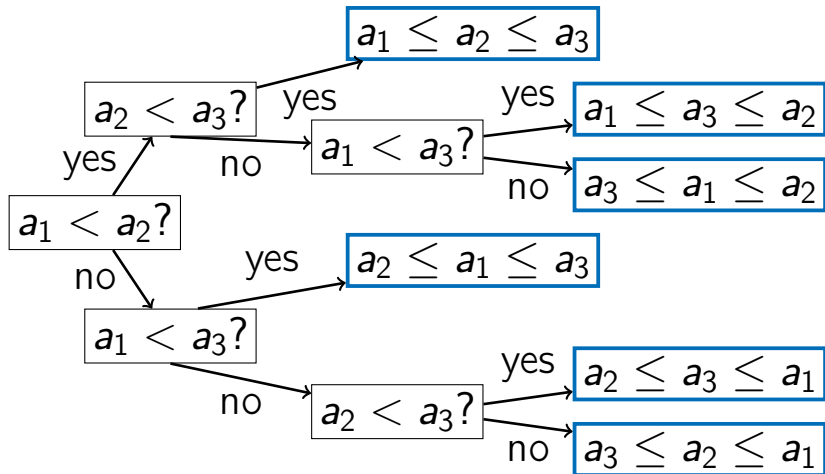 a₁ ≤ a₂ ≤ a₃
a₂ < a₃?
yes
yes
a₁ ≤ a₃ ≤ a₂
a₁ < a₃?
yes
no
no
a₃ ≤ a₁ ≤ a₂
a₁ < a₂?
no
yes
a₂ ≤ a₁ ≤ a₃
a₁ < a₃?
yes
a₂ ≤ a₃ ≤ a₁
no
a₂ < a₃?
no
a₃ ≤ a₂ ≤ a₁